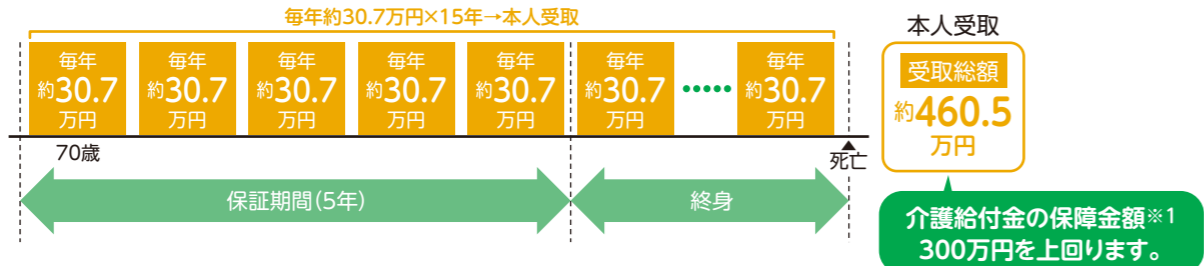 毎年約30.7万円×15年→本人受取
毎年
約30.7
万円
毎年
約30.7
万円
毎年
約30.7
万円
毎年
約30.7
万円
毎年
約30.7
万円
毎年
約30.7
万円
•••••
毎年
約30.7
万円
70歳
死亡
保証期間(5年)
終身
本人受取
受取総額
約460.5
万円
介護給付金の保障金額※1
300万円を上回ります。